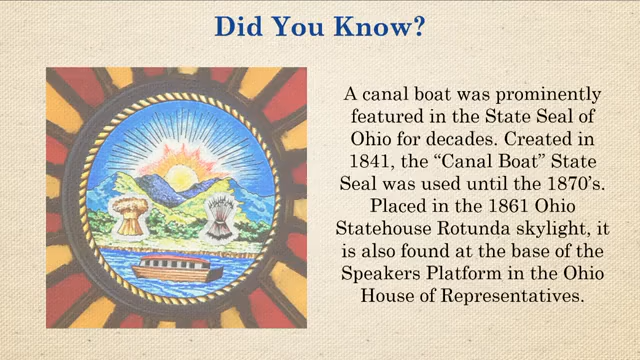 Did You Know?
A canal boat was prominently
featured in the State Seal of
Ohio for decades. Created in
1841, the “Canal Boat” State
Seal was used until the 1870’s.
Placed in the 1861 Ohio
Statehouse Rotunda skylight, it
is also found at the base of the
Speakers Platform in the Ohio
House of Representatives.